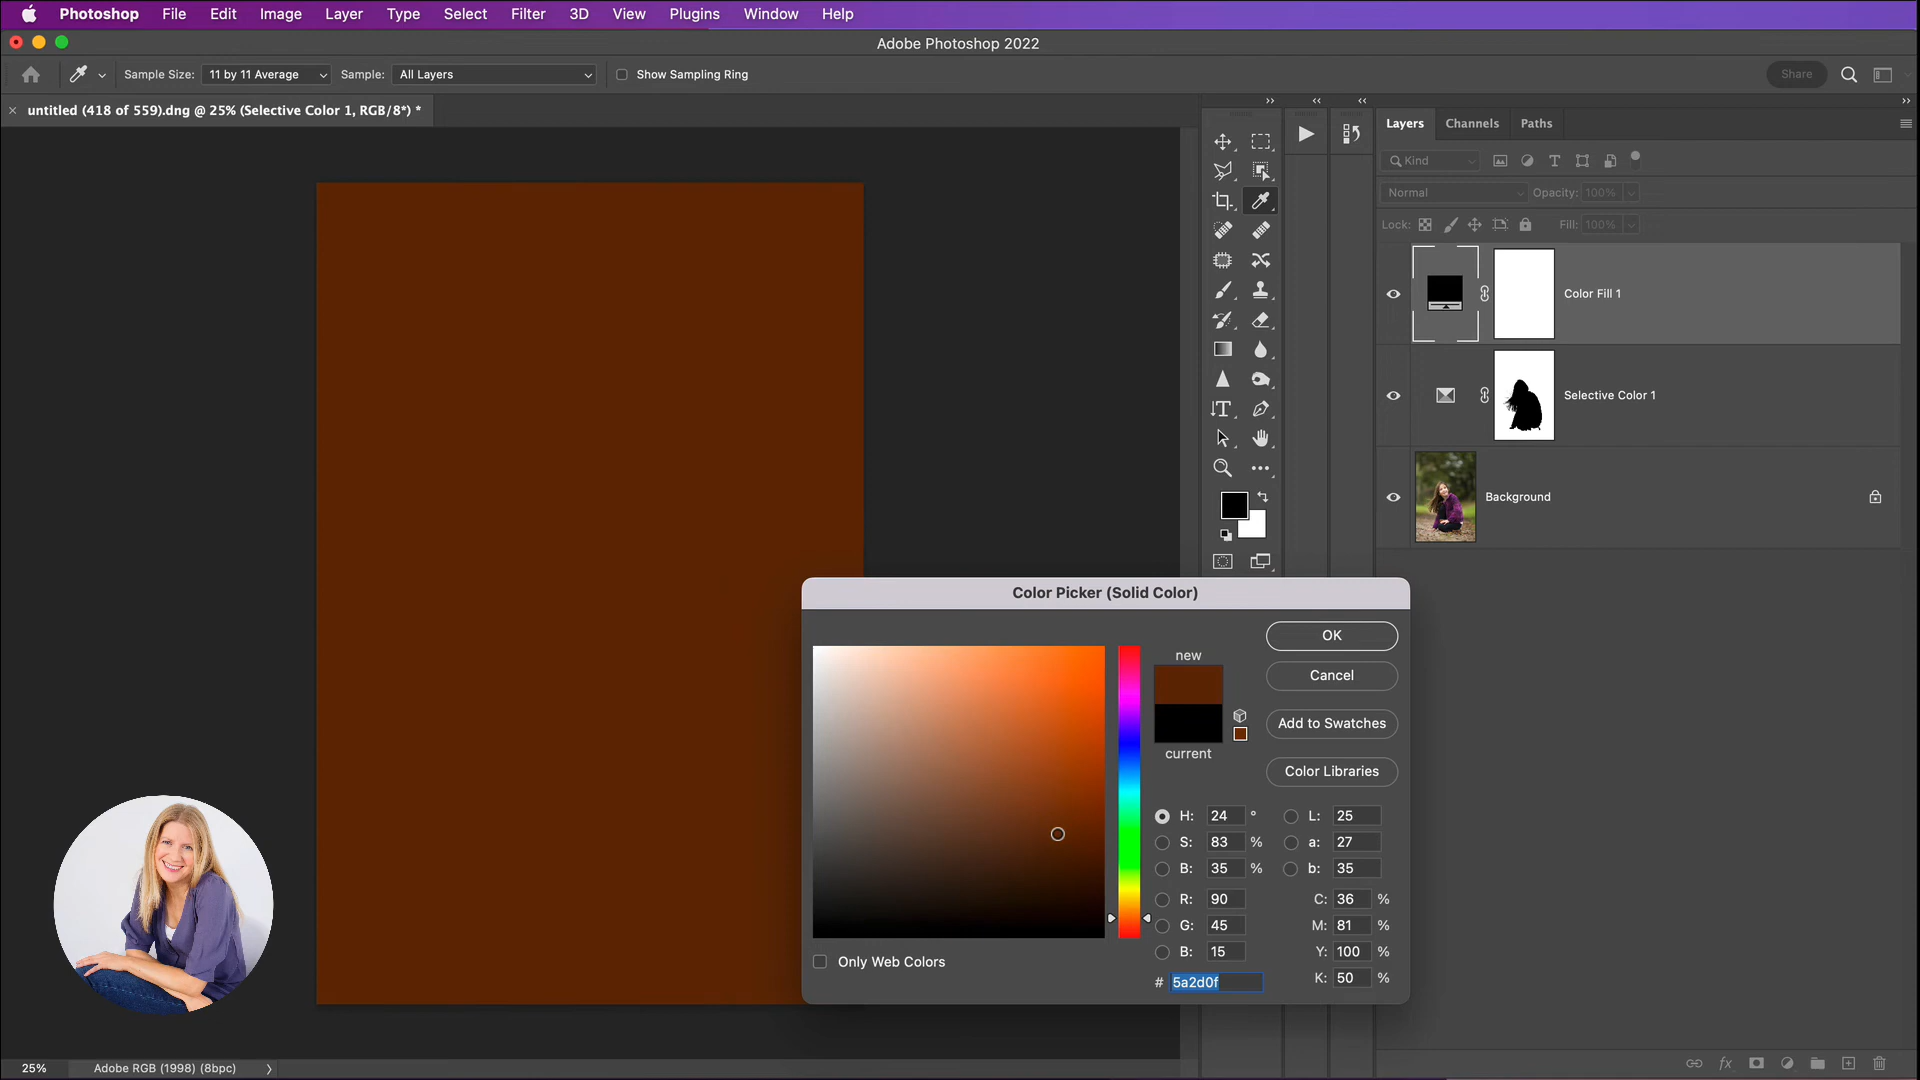 Photoshop File Edit Image Layer Type Select Filter 3D View Plugins Window Help
Adobe Photoshop 2022
Sample Size: 11 by 11 Average Sample: All Layers Show Sampling Ring Share
untitled (418 of 559).dng @ 25% (Selective Color 1, RGB/8*) *
Layers Channels Paths
Kind
Normal Opacity: 100%
Lock: Fill: 100%
Color Fill 1
Selective Color 1
Background
Color Picker (Solid Color)
OK
new
Cancel
Add to Swatches
current
Color Libraries
H: 24 ° L: 25
S: 83 % a: 27
B: 35 % b: 35
R: 90 C: 36 %
G: 45 M: 81 %
B: 15 Y: 100 %
Only Web Colors
# 5a2d0f K: 50 %
25% Adobe RGB (1998) (8bpc)